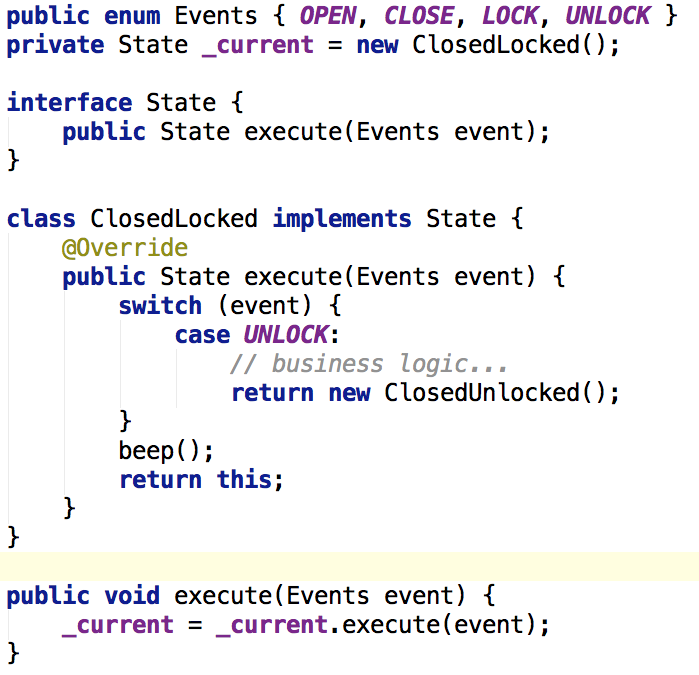 public enum Events { OPEN, CLOSE, LOCK, UNLOCK }
private State _current = new ClosedLocked();

interface State {
    public State execute(Events event);
}

class ClosedLocked implements State {
    @Override
    public State execute(Events event) {
        switch (event) {
            case UNLOCK:
                // business logic...
                return new ClosedUnlocked();
        }
        beep();
        return this;
    }
}

public void execute(Events event) {
    _current = _current.execute(event);
}